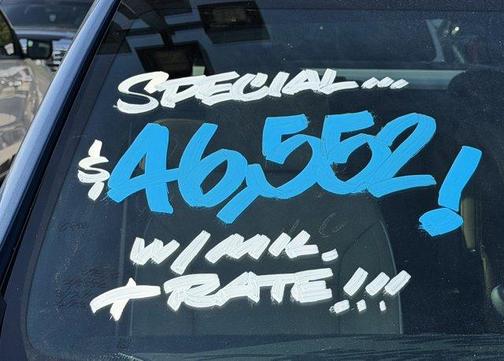 SPECIAL...
$46,552!
W/ MIL.
+ RATE!!!